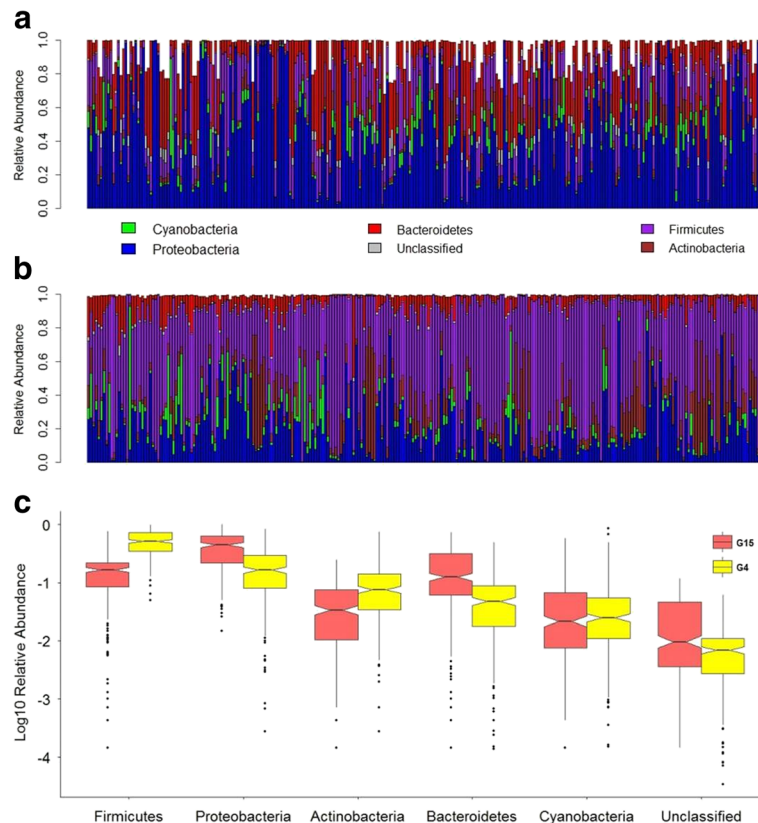 a
Relative Abundance
1.0
0.8
0.6
0.4
0.2
0.0
Cyanobacteria
Bacteroidetes
Firmicutes
Proteobacteria
Unclassified
Actinobacteria
b
Relative Abundance
1.0
0.8
0.6
0.4
0.2
0.0
c
Log10 Relative Abundance
0
-1
-2
-3
-4
G15
G4
Firmicutes
Proteobacteria
Actinobacteria
Bacteroidetes
Cyanobacteria
Unclassified